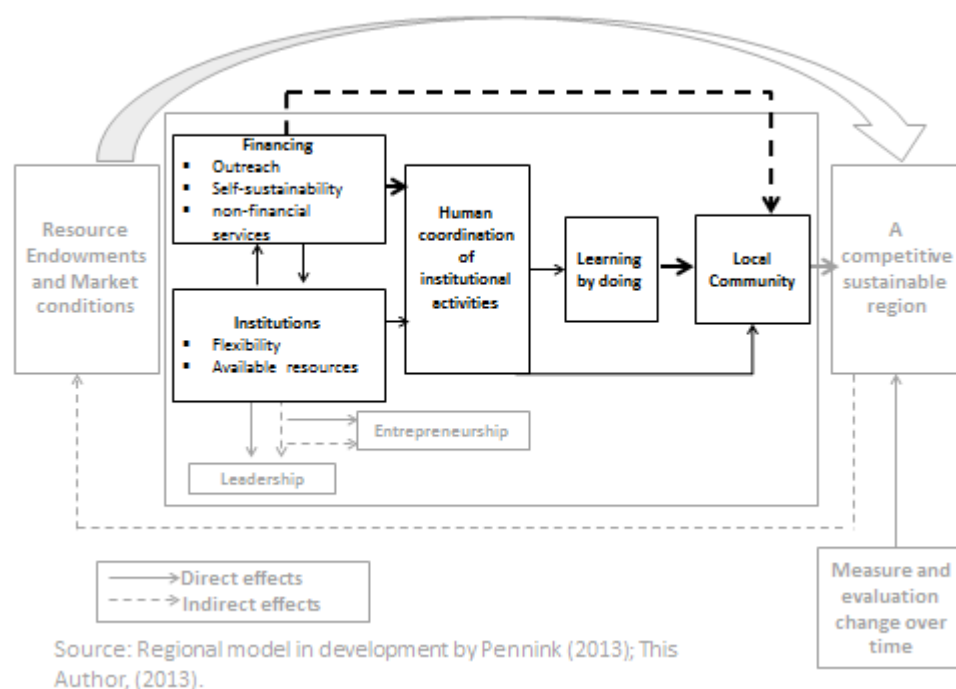 Financing
▪ Outreach
▪ Self-sustainability
▪ non-financial
services
Resource
Endowments
and Market
conditions
Human
coordination
of
institutional
activities
Learning
by doing
Local
Community
A
competitive
sustainable
region
Institutions
▪ Flexibility
▪ Available resources
Entrepreneurship
Leadership
Direct effects
Indirect effects
Measure and
evaluation
change over
time
Source: Regional model in development by Pennink (2013); This
Author, (2013).